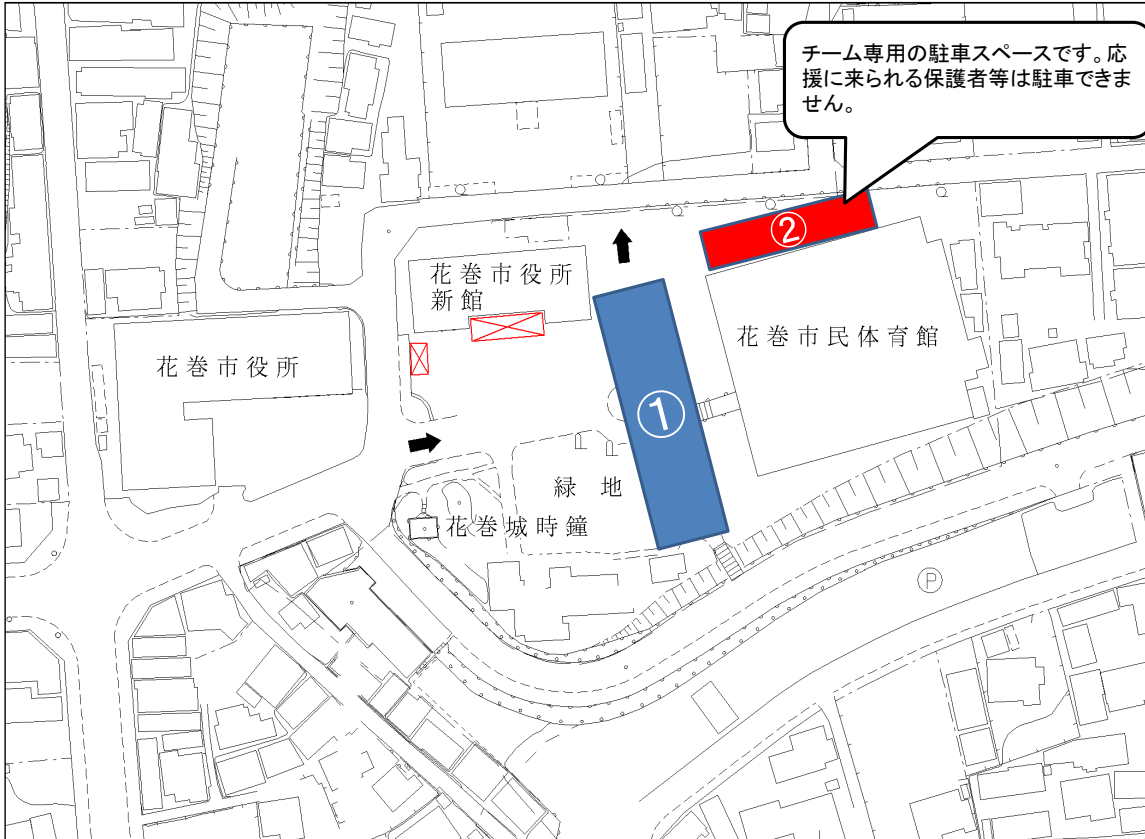 チーム専用の駐車スペースです。応
援に来られる保護者等は駐車できま
せん。
②
花巻市役所
新館
花巻市民体育館
花巻市役所
①
緑地
花巻城時鐘
P